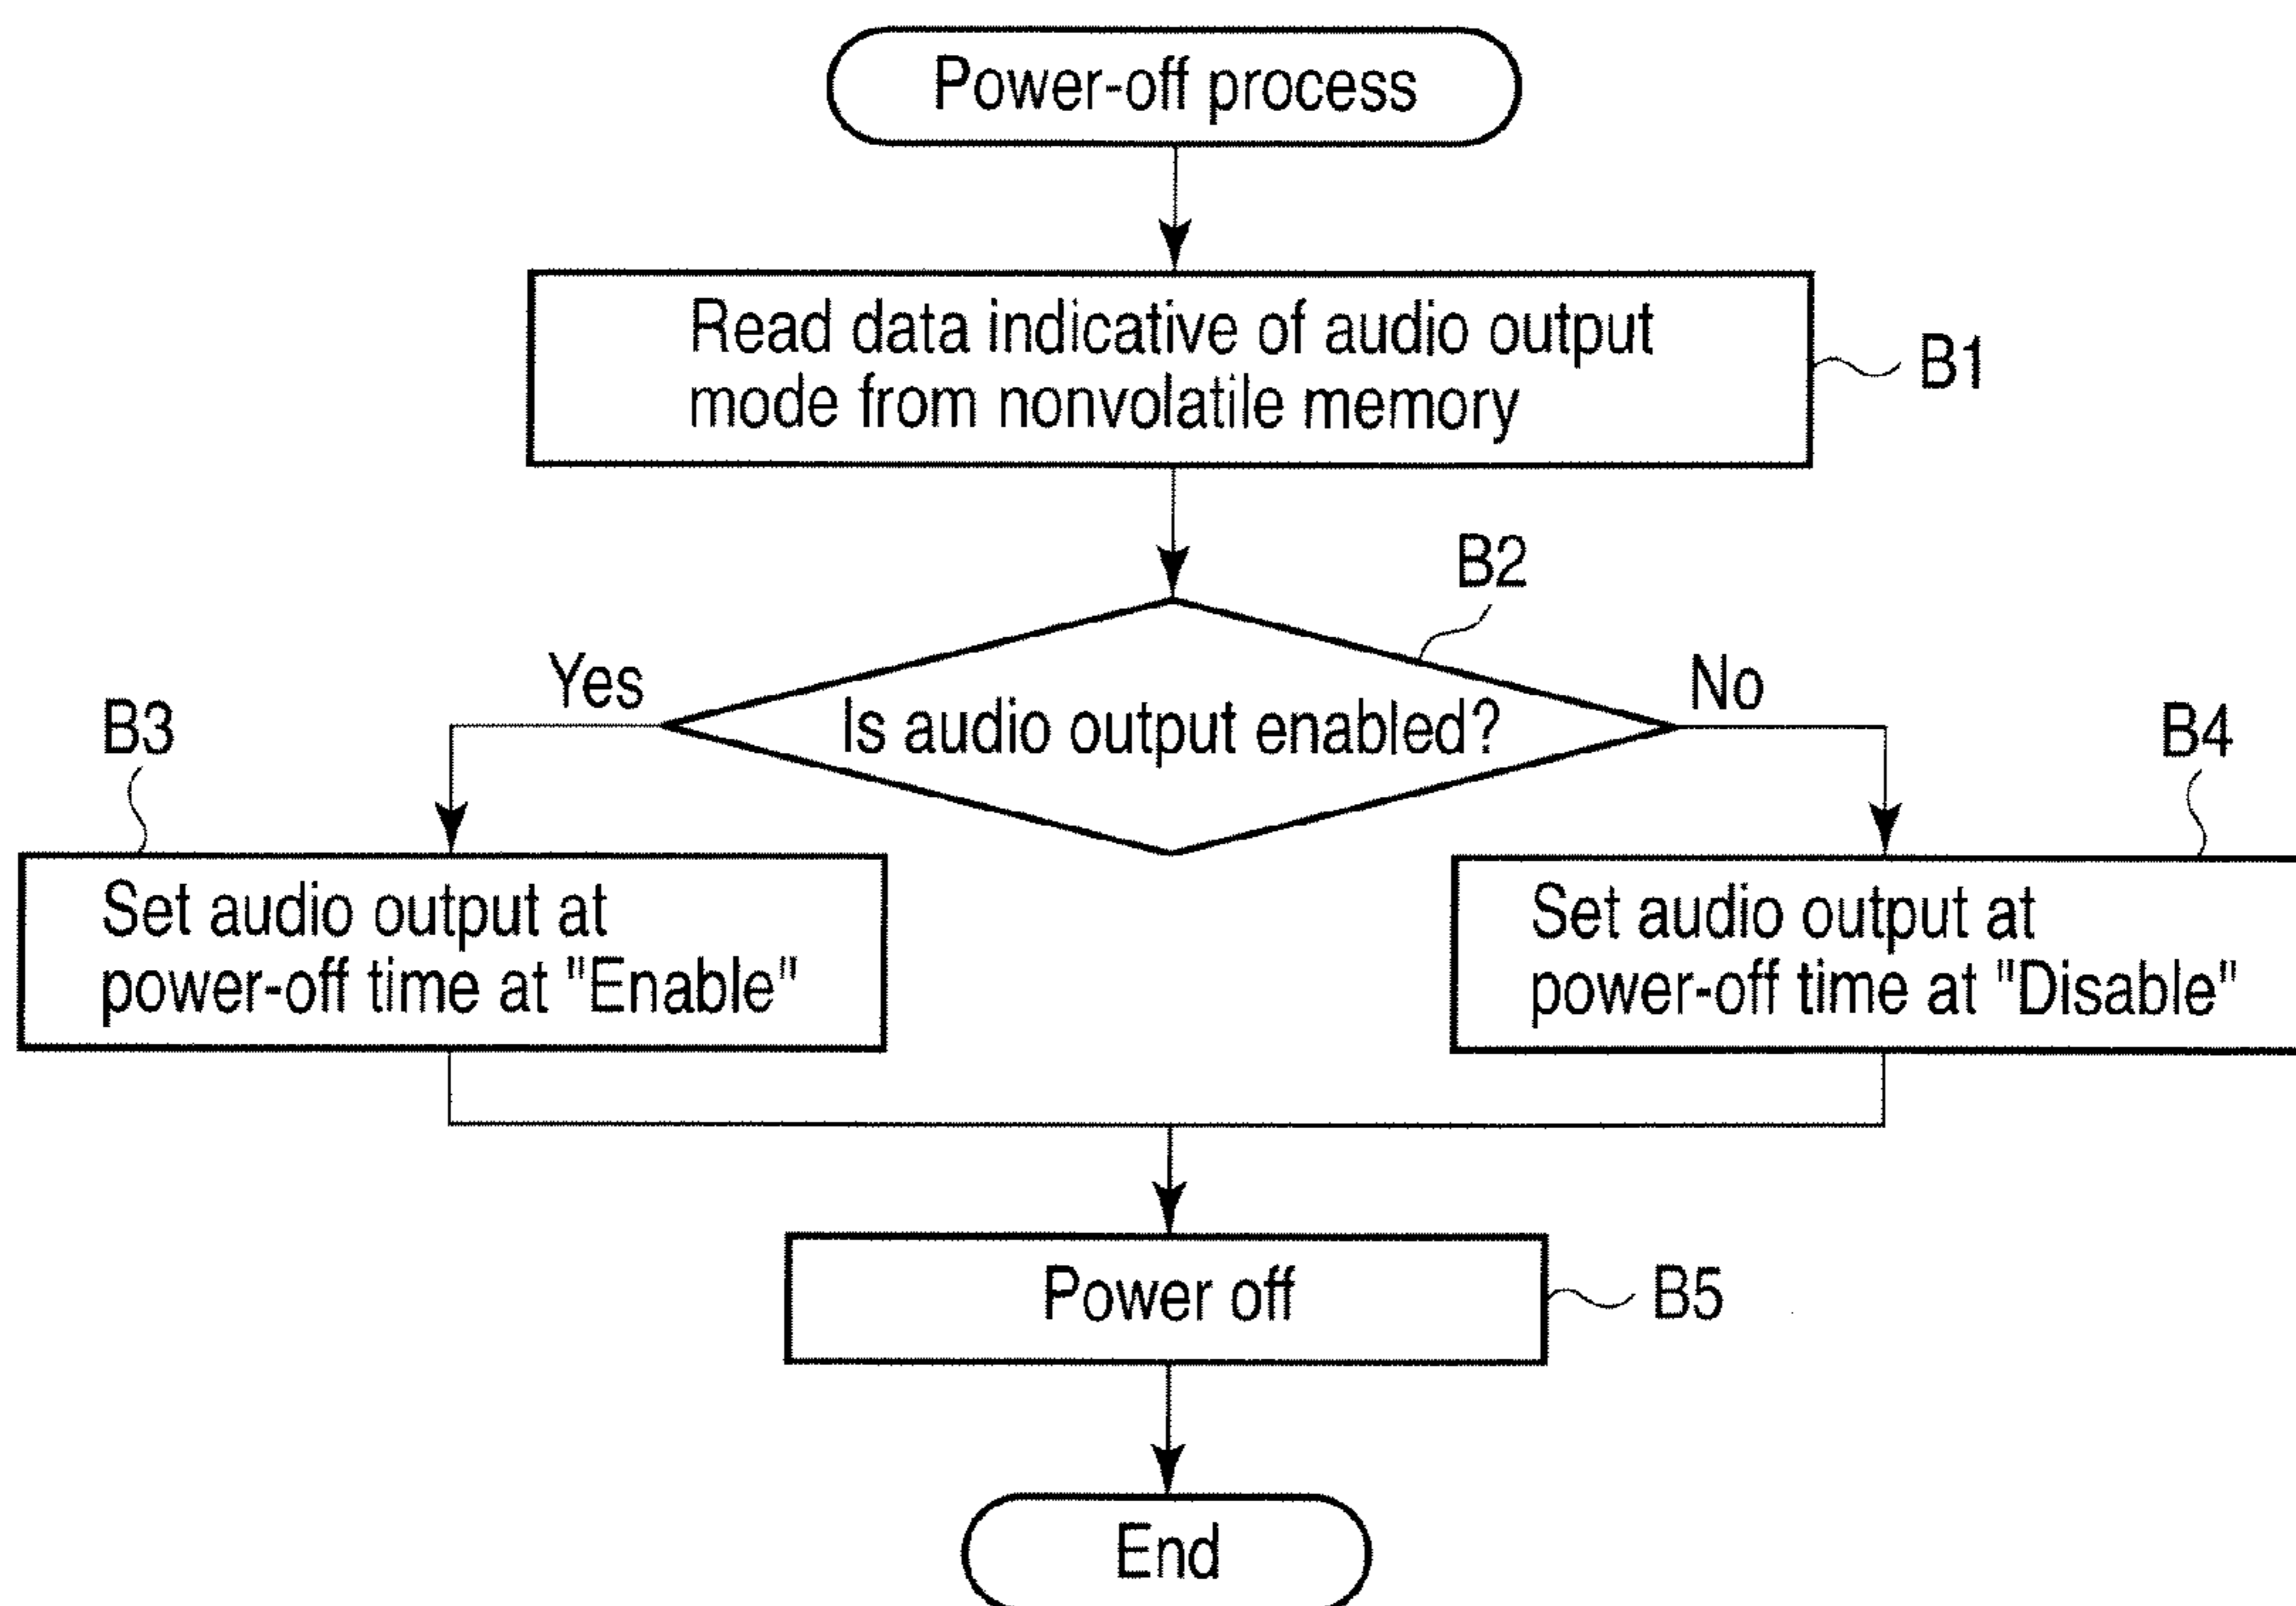 Power-off process
Read data indicative of audio output
mode from nonvolatile memory
B1
B2
Is audio output enabled?
Yes
No
B3
Set audio output at
power-off time at "Enable"
B4
Set audio output at
power-off time at "Disable"
Power off
B5
End